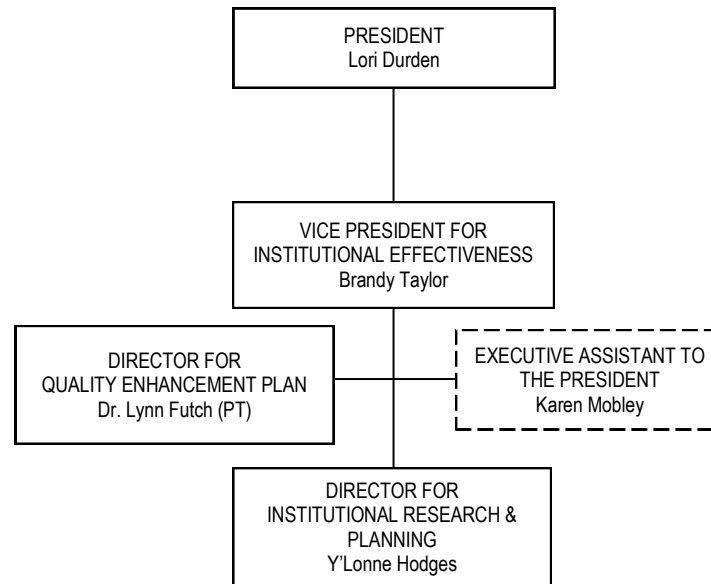 PRESIDENT
Lori Durden
VICE PRESIDENT FOR
INSTITUTIONAL EFFECTIVENESS
Brandy Taylor
DIRECTOR FOR
QUALITY ENHANCEMENT PLAN
Dr. Lynn Futch (PT)
EXECUTIVE ASSISTANT TO
THE PRESIDENT
Karen Mobley
DIRECTOR FOR
INSTITUTIONAL RESEARCH &
PLANNING
Y'Lonne Hodges